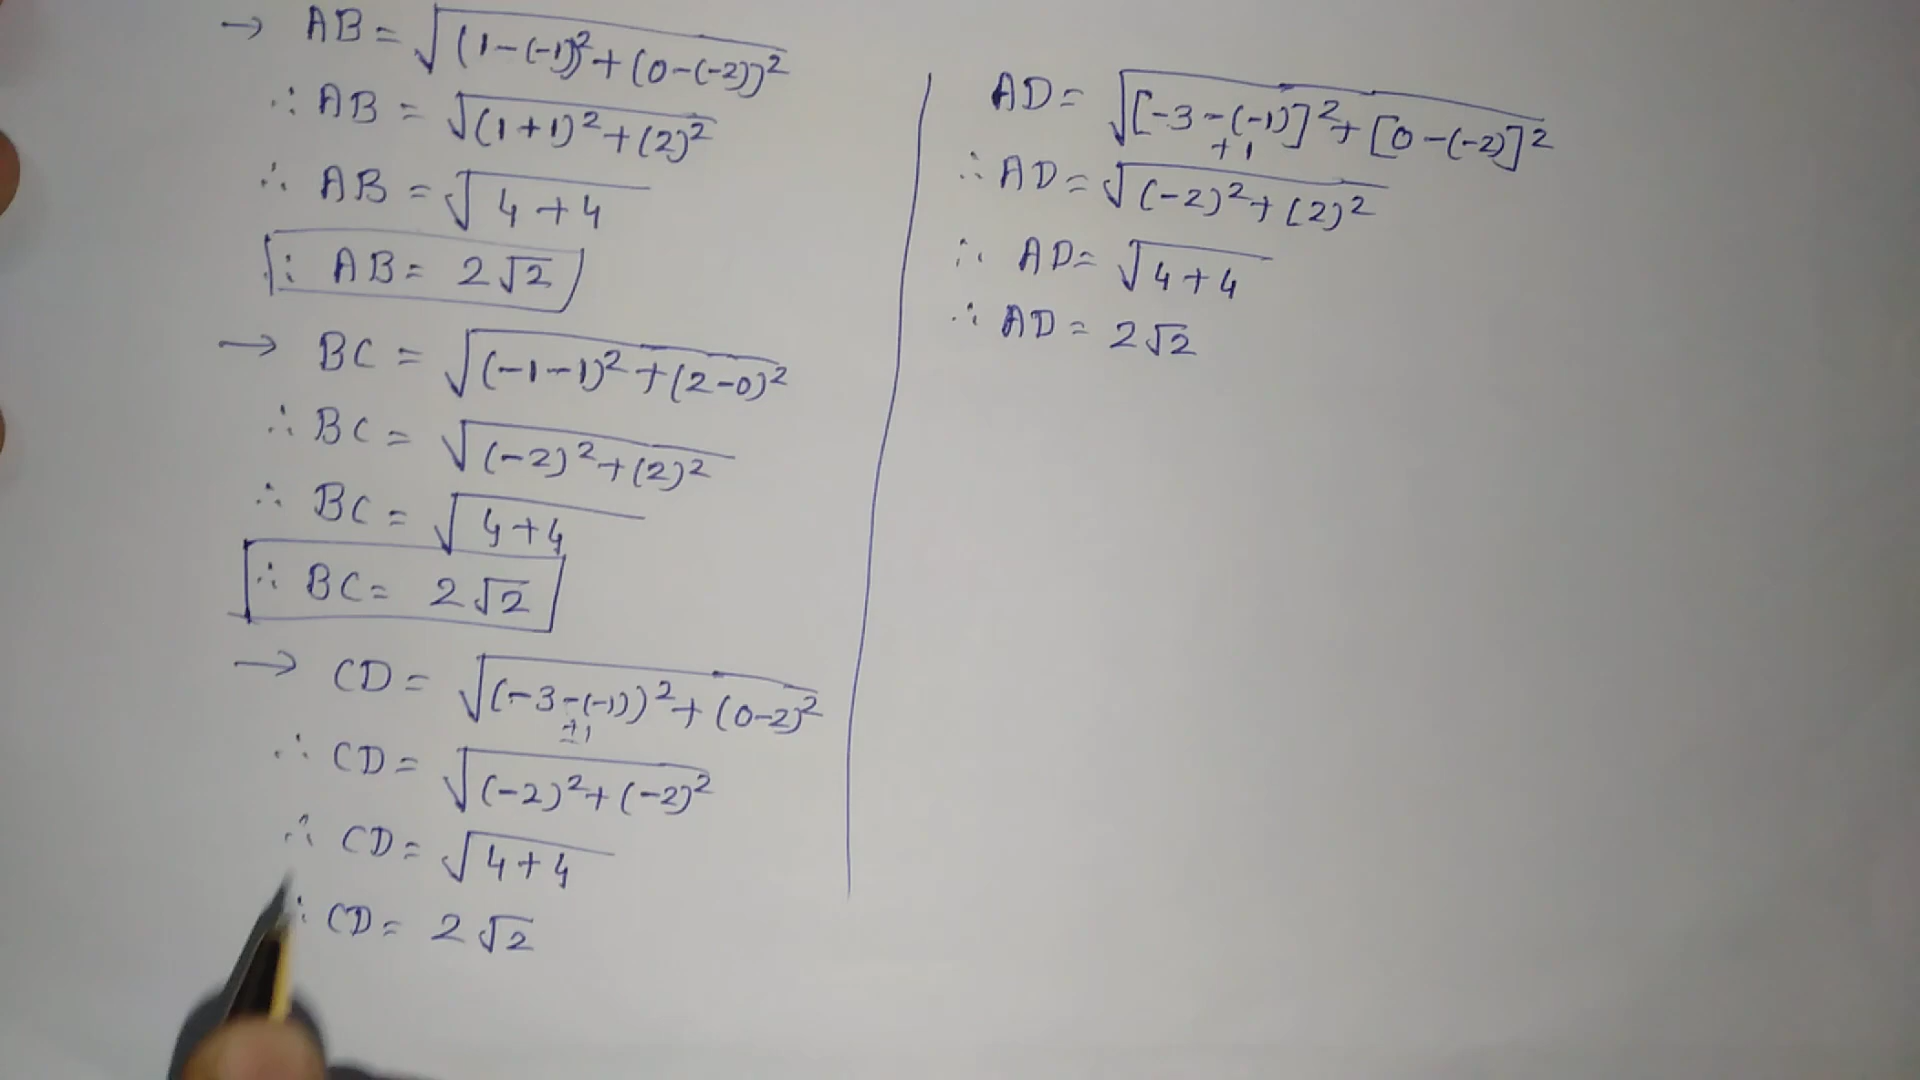 → AB = √(1-(-1))²+(0-(-2))²
∴ AB = √(1+1)²+(2)²
∴ AB = √4+4
∴ AB = 2√2
→ BC = √(-1-1)²+(2-0)²
∴ BC = √(-2)²+(2)²
∴ BC = √4+4
∴ BC = 2√2
→ CD = √(-3-(-1))²+(0-2)²
+1
∴ CD = √(-2)²+(-2)²
∴ CD = √4+4
∴ CD = 2√2
AD = √[-3-(-1)]²+[0-(-2)]²
+1
∴ AD = √(-2)²+(2)²
∴ AD = √4+4
∴ AD = 2√2